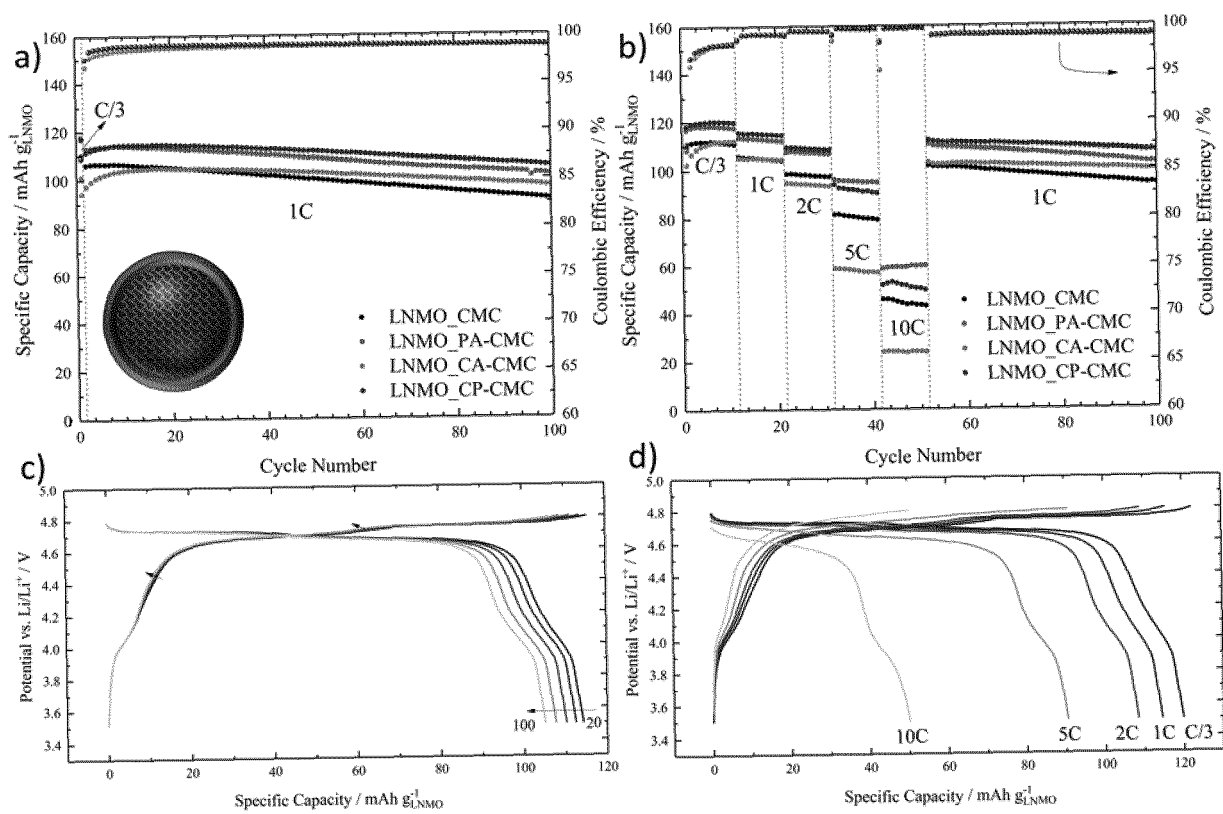 a)
160
140
120
100
80
60
40
20
0
Specific Capacity / mAh g⁻¹LNMO
C/3
1C
LNMO_CMC
LNMO_PA-CMC
LNMO_CA-CMC
LNMO_CP-CMC
100
95
90
85
80
75
70
65
60
Coulombic Efficiency / %
0 20 40 60 80 100
Cycle Number
b)
160
140
120
100
80
60
40
20
0
Specific Capacity / mAh g⁻¹LNMO
C/3
1C
2C
5C
10C
1C
LNMO_CMC
LNMO_PA-CMC
LNMO_CA-CMC
LNMO_CP-CMC
100
95
90
85
80
75
70
65
60
Coulombic Efficiency / %
0 20 40 60 80 100
Cycle Number
c)
5.0
4.8
4.6
4.4
4.2
4.0
3.8
3.6
3.4
Potential vs. Li/Li⁺ / V
100 20
0 20 40 60 80 100 120
Specific Capacity / mAh g⁻¹LNMO
d)
5.0
4.8
4.6
4.4
4.2
4.0
3.8
3.6
3.4
Potential vs. Li/Li⁺ / V
10C 5C 2C 1C C/3
0 20 40 60 80 100 120
Specific Capacity / mAh g⁻¹LNMO